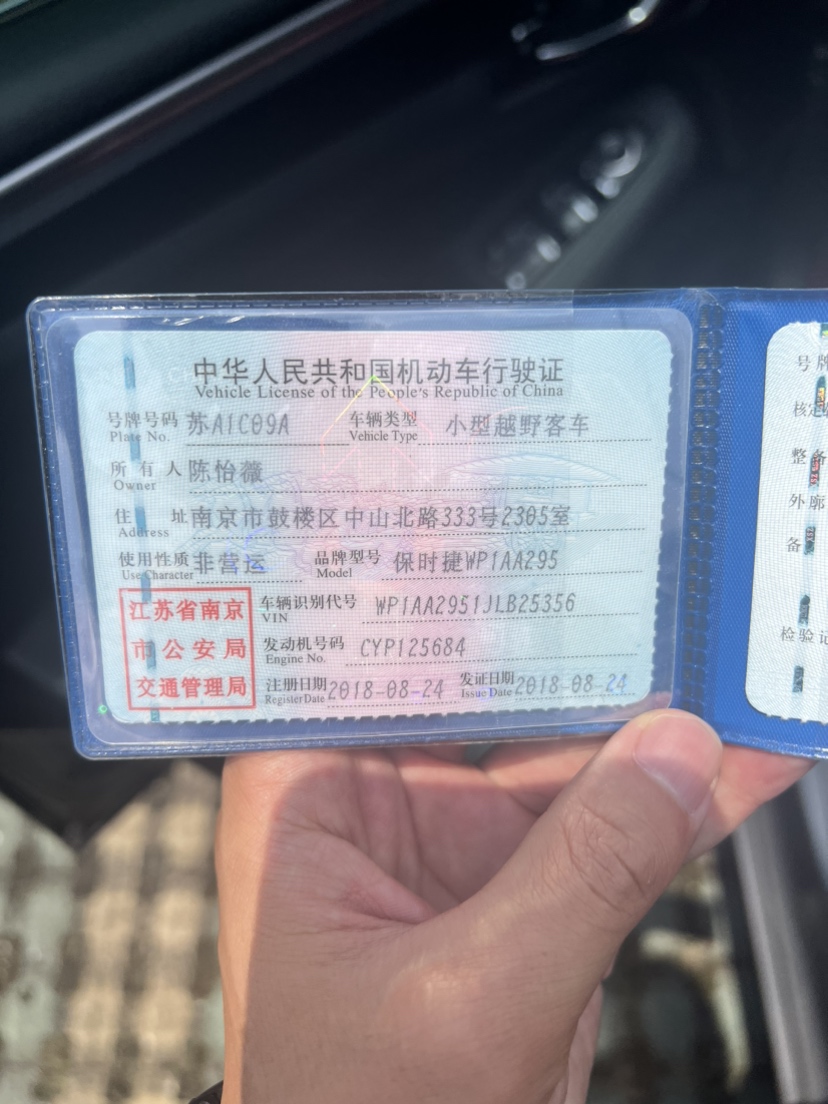 中华人民共和国机动车行驶证
Vehicle License of the People's Republic of China
号牌号码 苏A1C09A 车辆类型 小型越野客车
Plate No. Vehicle Type
所有人 陈怡薇
Owner
住址 南京市鼓楼区中山北路333号2305室
Address
使用性质 非营运 品牌型号 保时捷WP1AA295
Use Character Model
江苏省南京
市公安局
交通管理局
车辆识别代号 WP1AA2951JLB25356
VIN
发动机号码 CYP125684
Engine No.
注册日期 2018-08-24 发证日期 2018-08-24
Register Date Issue Date
号牌
核定
整备
外廓
备
检验记